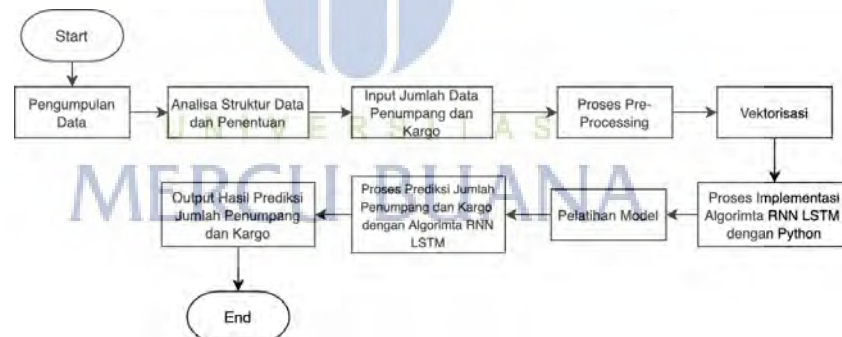 Start
Pengumpulan
Data
Analisa Struktur Data
dan Penentuan
Input Jumlah Data
Penumpang dan
Kargo
Proses Pre-
Processing
Vektorisasi
UNIVERSITAS
MERCU BUANA
Proses Implementasi
Algorimta RNN LSTM
dengan Python
Pelatihan Model
Proses Prediksi Jumlah
Penumpang dan Kargo
dengan Algorimta RNN
LSTM
Output Hasil Prediksi
Jumlah Penumpang
dan Kargo
End